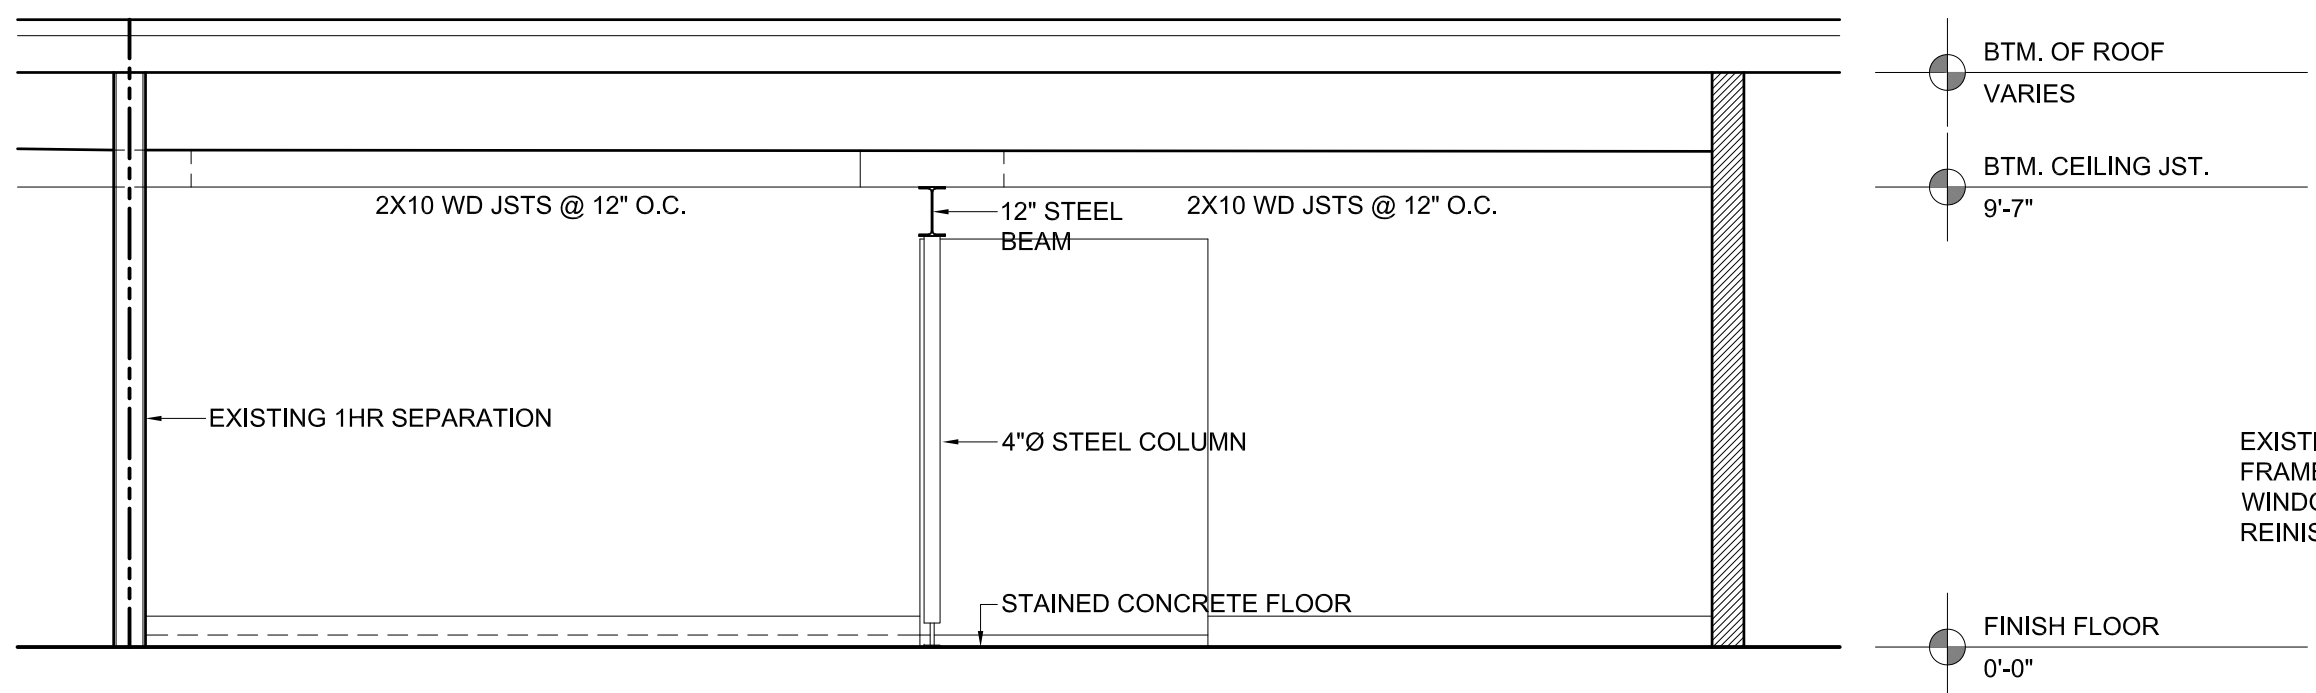 BTM. OF ROOF
VARIES
BTM. CEILING JST.
9'-7"
2X10 WD JSTS @ 12" O.C.
12" STEEL
BEAM
2X10 WD JSTS @ 12" O.C.
EXISTING 1HR SEPARATION
4"Ø STEEL COLUMN
STAINED CONCRETE FLOOR
FINISH FLOOR
0'-0"